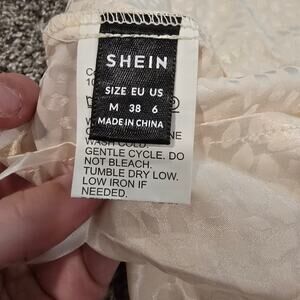 SHEIN
SIZE EU US
M 38 6
MADE IN CHINA
WASH COLD.
GENTLE CYCLE. DO
NOT BLEACH.
TUMBLE DRY LOW.
LOW IRON IF
NEEDED.